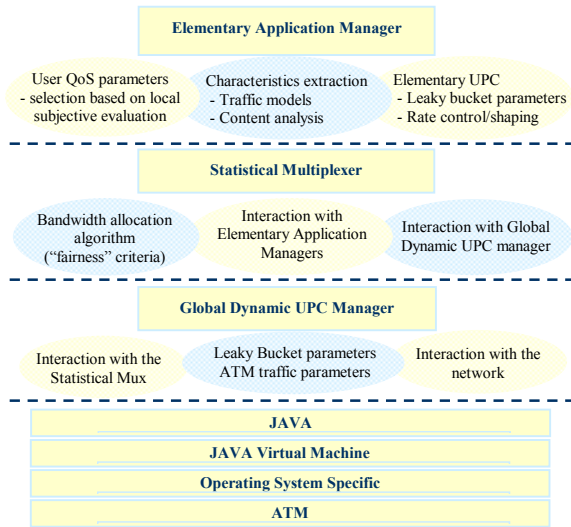 Elementary Application Manager
User QoS parameters
- selection based on local
subjective evaluation
Characteristics extraction
- Traffic models
- Content analysis
Elementary UPC
- Leaky bucket parameters
- Rate control/shaping
Statistical Multiplexer
Bandwidth allocation
algorithm
(“fairness” criteria)
Interaction with
Elementary Application
Managers
Interaction with Global
Dynamic UPC manager
Global Dynamic UPC Manager
Interaction with the
Statistical Mux
Leaky Bucket parameters
ATM traffic parameters
Interaction with the
network
JAVA
JAVA Virtual Machine
Operating System Specific
ATM